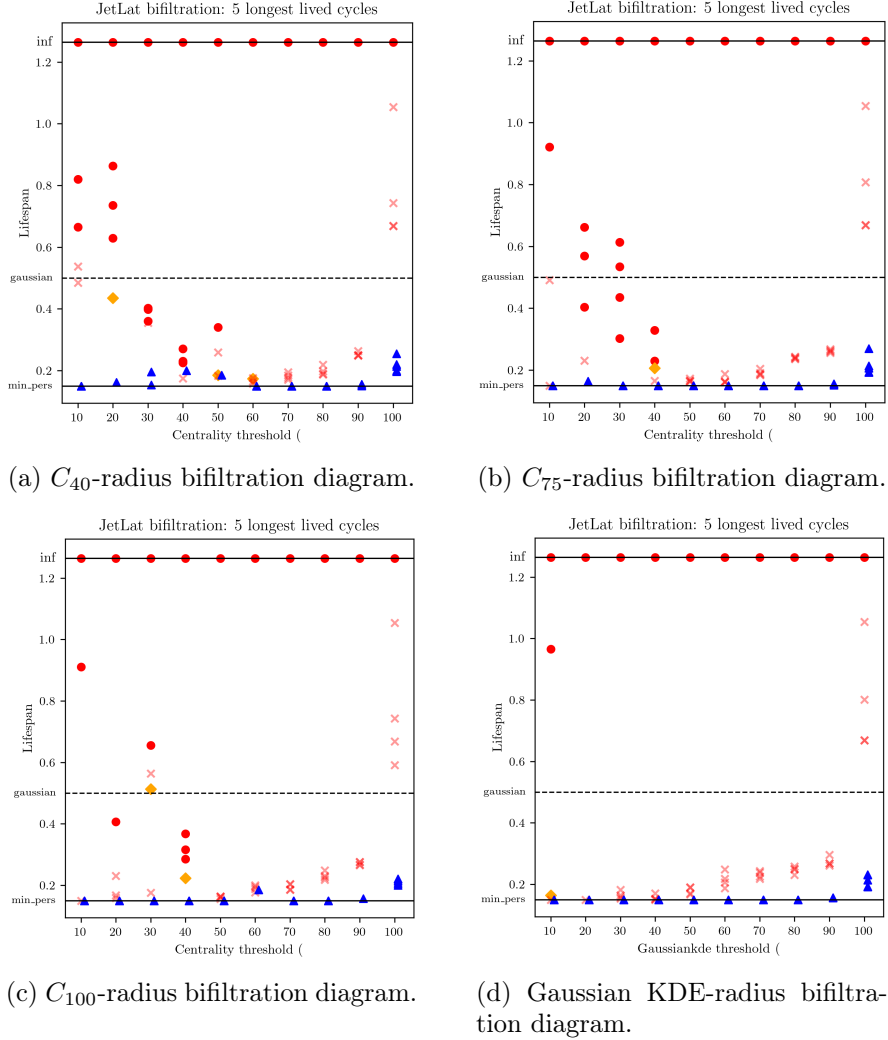 JetLat bifiltration: 5 longest lived cycles
inf
1.2
1.0
0.8
0.6
gaussian
0.4
0.2
min_pers
Lifespan
10 20 30 40 50 60 70 80 90 100
Centrality threshold (
(a) C₄₀-radius bifiltration diagram.
JetLat bifiltration: 5 longest lived cycles
inf
1.2
1.0
0.8
0.6
gaussian
0.4
0.2
min_pers
Lifespan
10 20 30 40 50 60 70 80 90 100
Centrality threshold (
(b) C₇₅-radius bifiltration diagram.
JetLat bifiltration: 5 longest lived cycles
inf
1.2
1.0
0.8
0.6
gaussian
0.4
0.2
min_pers
Lifespan
10 20 30 40 50 60 70 80 90 100
Centrality threshold (
(c) C₁₀₀-radius bifiltration diagram.
JetLat bifiltration: 5 longest lived cycles
inf
1.2
1.0
0.8
0.6
gaussian
0.4
0.2
min_pers
Lifespan
10 20 30 40 50 60 70 80 90 100
Gaussiankde threshold (
(d) Gaussian KDE-radius bifiltra-
tion diagram.